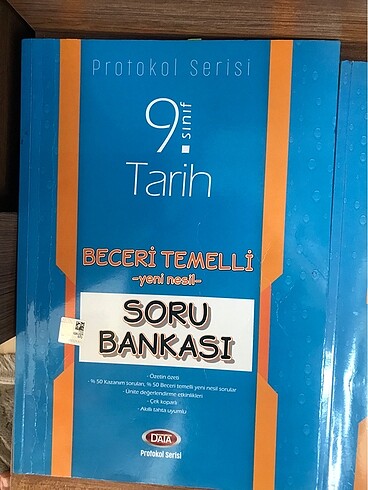 Protokol Serisi
9. sınıf
Tarih
BECERİ TEMELLİ
-yeni nesil-
SORU
BANKASI
- Özetin özeti
- % 50 Kazanım soruları, % 50 Beceri temelli yeni nesil sorular
- Ünite değerlendirme etkinlikleri
- Çek koparlı
- Akıllı tahta uyumlu
DATA
Protokol Serisi